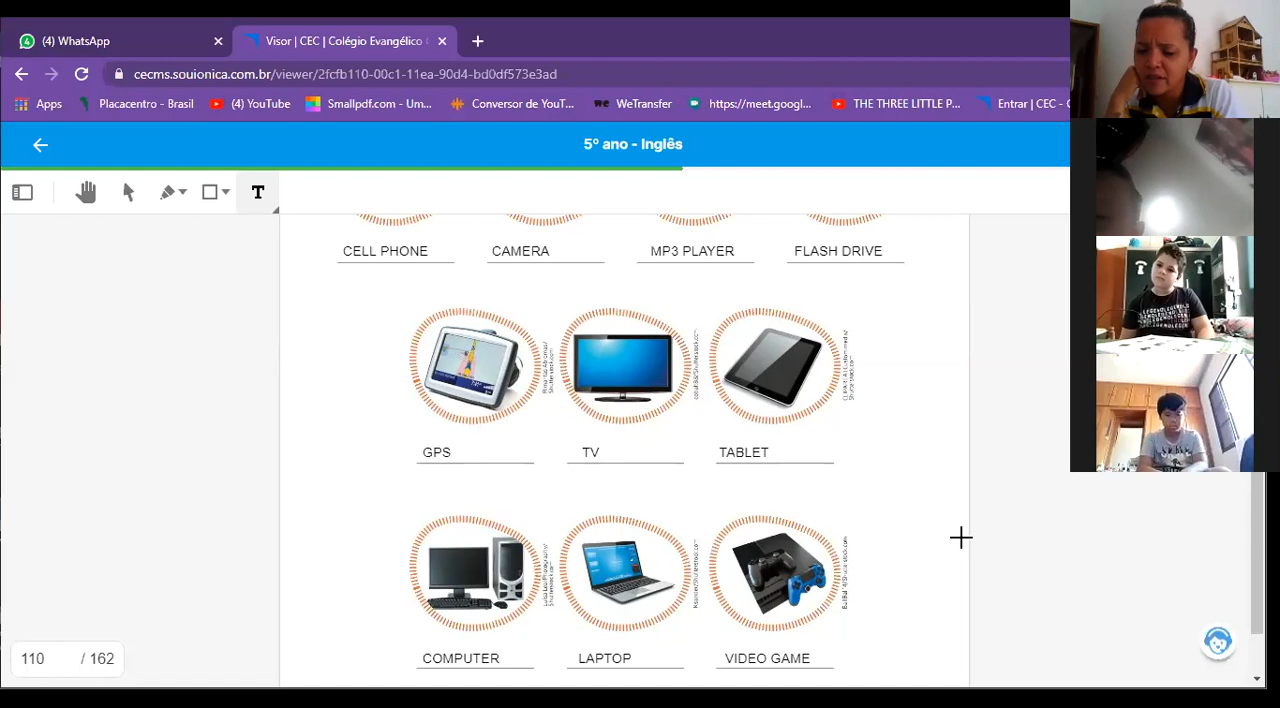 (4) WhatsApp
Visor | CEC | Colégio Evangélico
cecms.souionica.com.br/viewer/2fcfb110-00c1-11ea-90d4-bd0df573e3ad
Apps
Placacentro - Brasil
(4) YouTube
Smallpdf.com - Um...
Conversor de YouT...
WeTransfer
https://meet.googl...
THE THREE LITTLE P...
Entrar | CEC - C
5º ano - Inglês
T
CELL PHONE CAMERA MP3 PLAYER FLASH DRIVE
GPS TV TABLET
COMPUTER LAPTOP VIDEO GAME
110 / 162